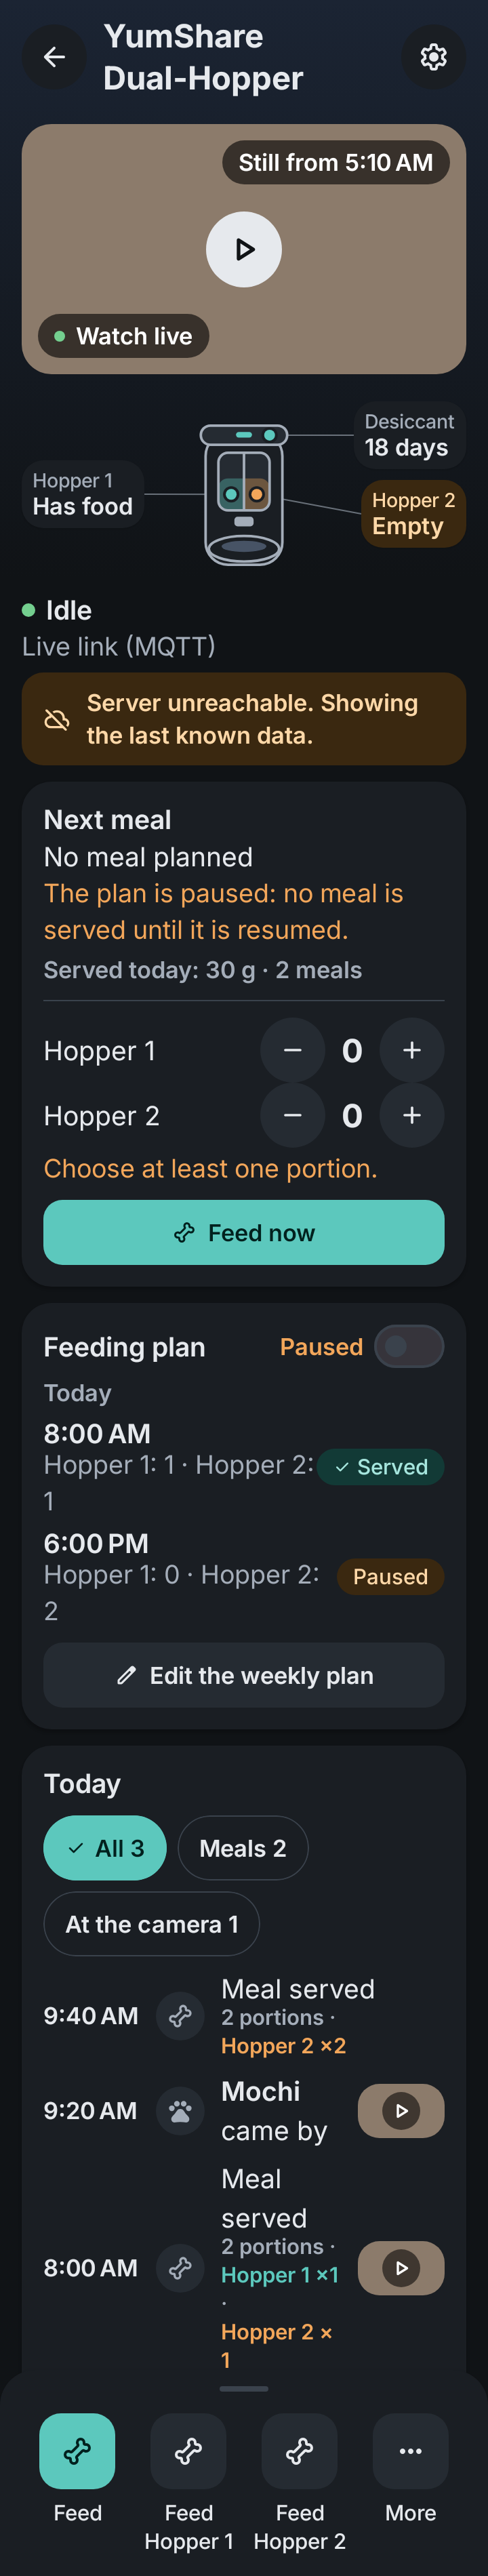 YumShare
Dual-Hopper
Still from 5:10 AM
Watch live
Desiccant
18 days
Hopper 1
Has food
Hopper 2
Empty
Idle
Live link (MQTT)
Server unreachable. Showing
the last known data.
Next meal
No meal planned
The plan is paused: no meal is
served until it is resumed.
Served today: 30 g · 2 meals
Hopper 1 0
Hopper 2 0
Choose at least one portion.
Feed now
Feeding plan Paused
Today
8:00 AM
Hopper 1: 1 · Hopper 2:
1
Served
6:00 PM
Hopper 1: 0 · Hopper 2:
2
Paused
Edit the weekly plan
Today
All 3 Meals 2
At the camera 1
9:40 AM
Meal served
2 portions ·
Hopper 2 ×2
9:20 AM
Mochi
came by
8:00 AM
Meal
served
2 portions ·
Hopper 1 ×1
·
Hopper 2 ×
1
Feed
Feed
Hopper 1
Feed
Hopper 2
More